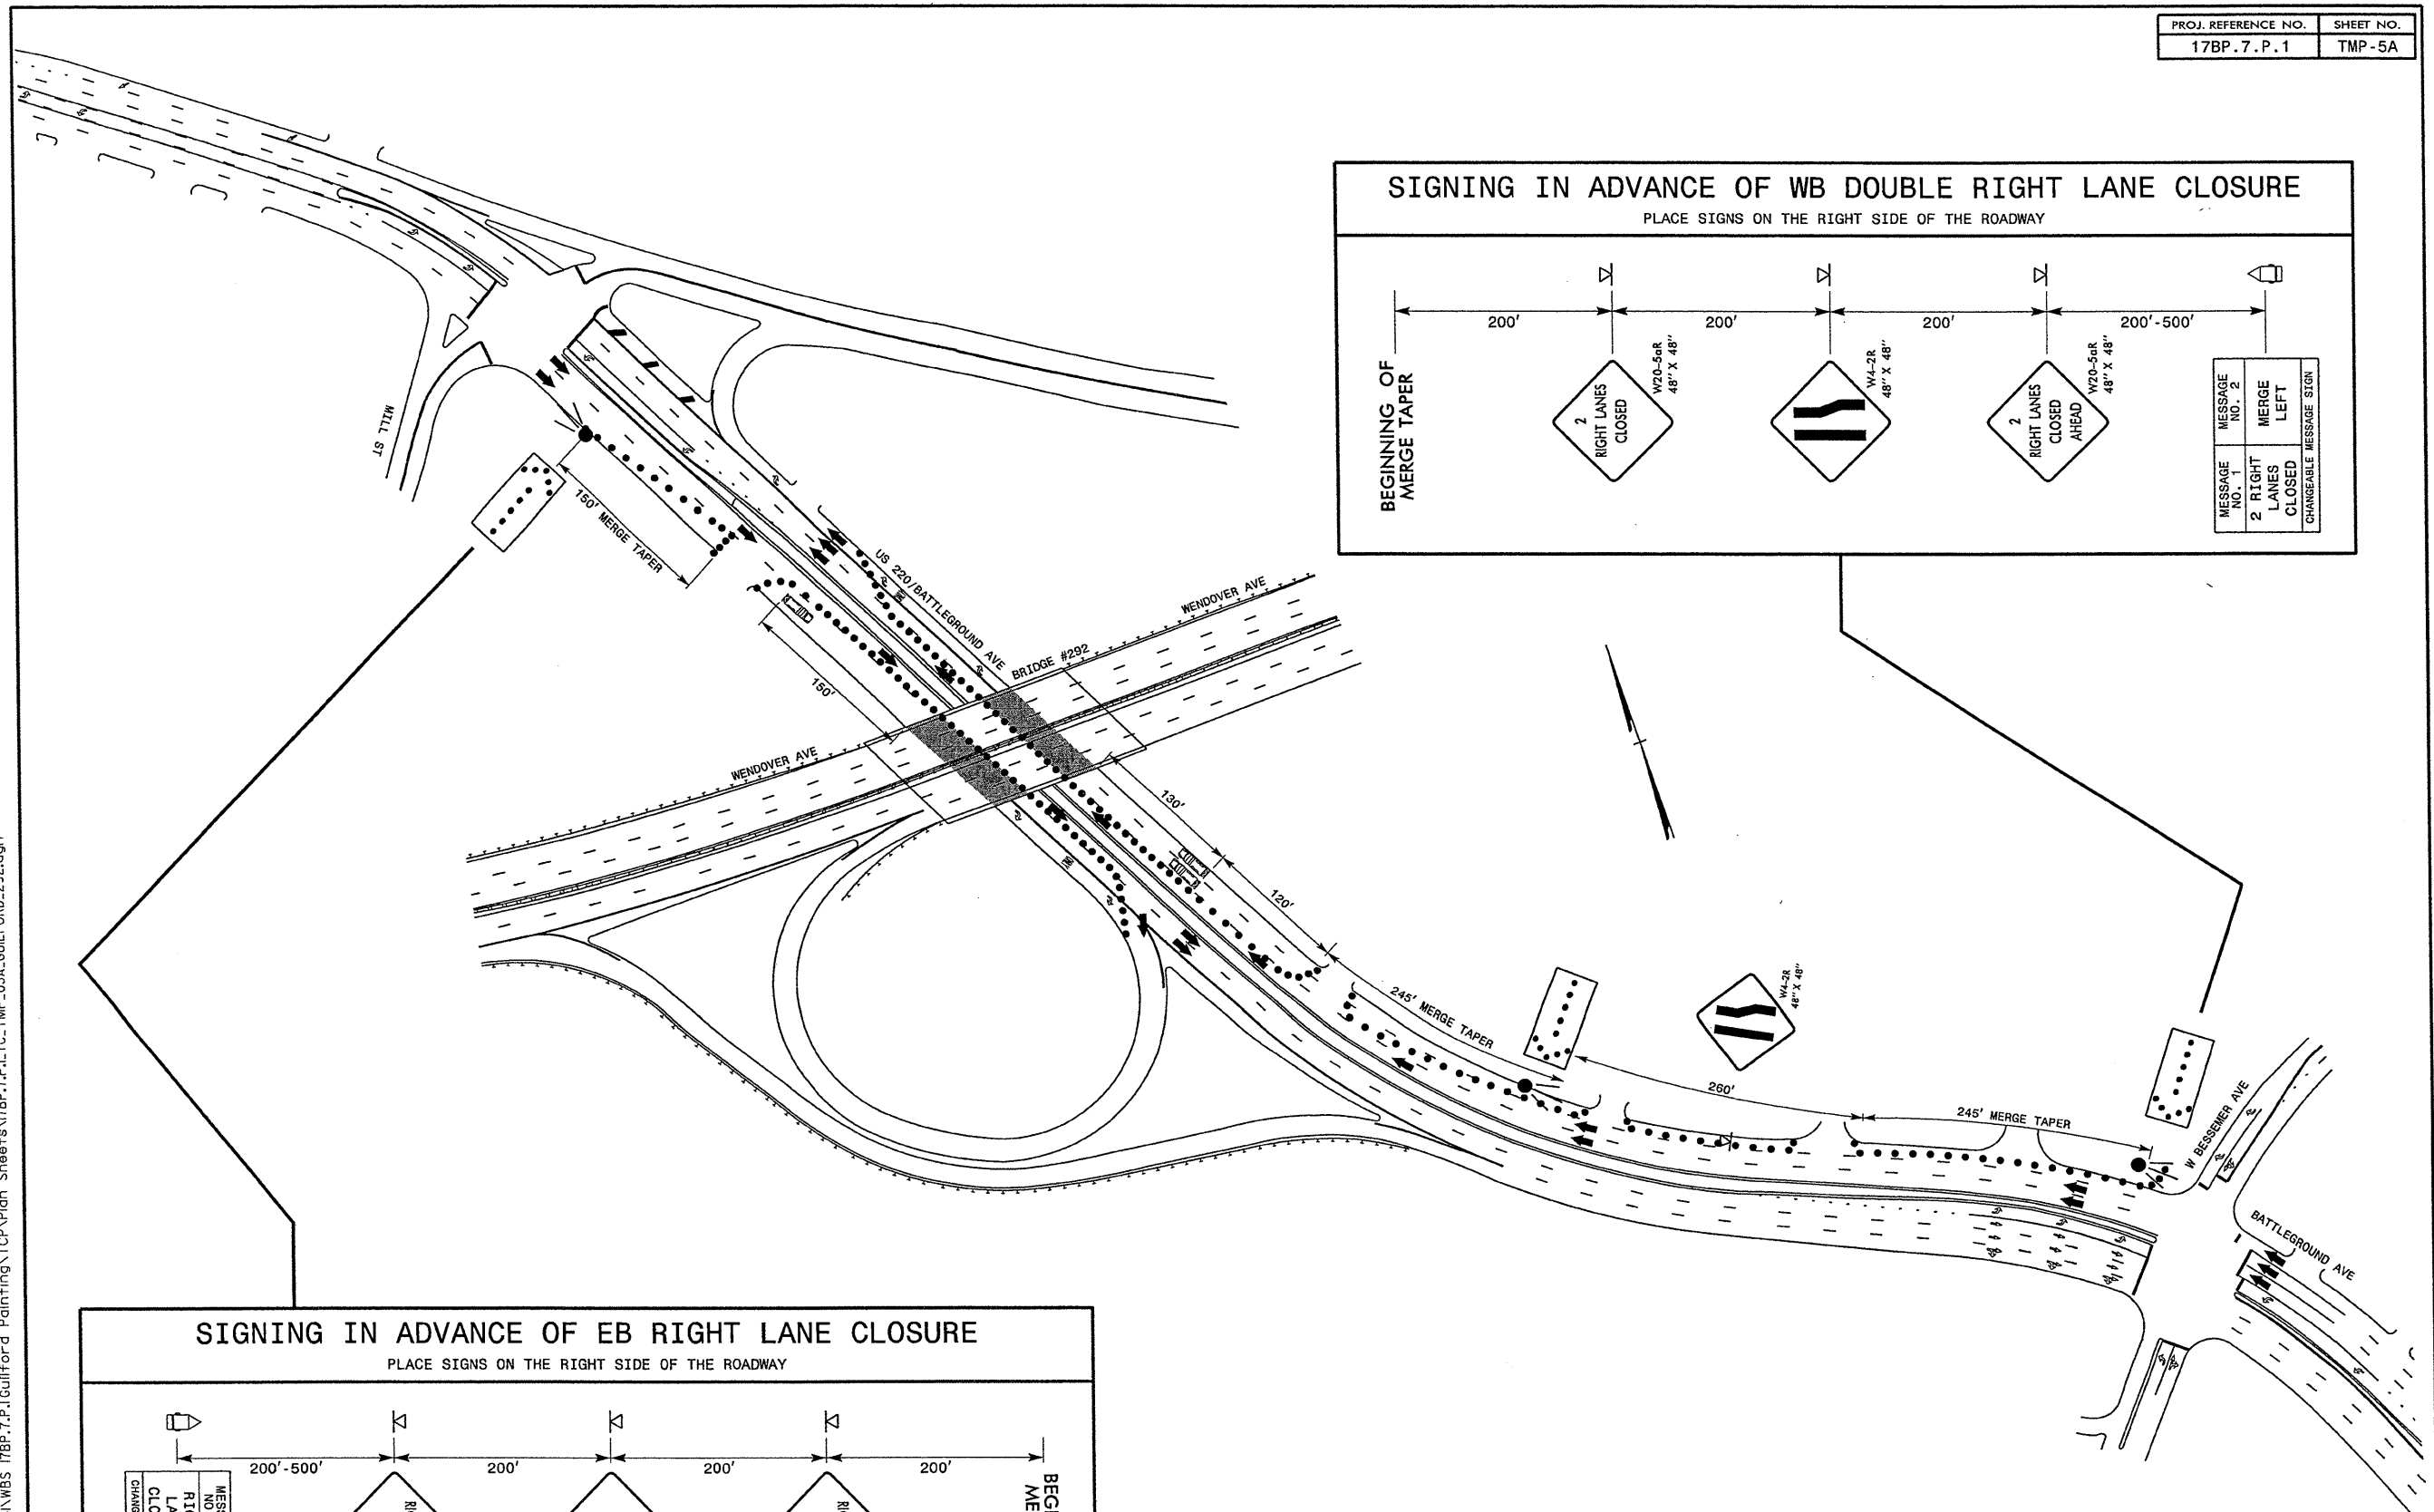 PROJ. REFERENCE NO. SHEET NO.
17BP.7.P.1 TMP-5A
SIGNING IN ADVANCE OF WB DOUBLE RIGHT LANE CLOSURE
PLACE SIGNS ON THE RIGHT SIDE OF THE ROADWAY
200' 200' 200' 200'-500'
BEGINNING OF
MERGE TAPER
2
RIGHT LANES
CLOSED
W20-5aR
48" X 48"
W4-2R
48" X 48"
2
RIGHT LANES
CLOSED
AHEAD
W20-5aR
48" X 48"
MESSAGE
NO. 1
2 RIGHT
LANES
CLOSED
MESSAGE
NO. 2
MERGE
LEFT
CHANGEABLE MESSAGE SIGN
MILL ST
150' MERGE TAPER
US 220/BATTLEGROUND AVE
WENDOVER AVE
BRIDGE #292
150'
WENDOVER AVE
130'
120'
245' MERGE TAPER
W4-2R
48" X 48"
260'
245' MERGE TAPER
W BESSEMER AVE
BATTLEGROUND AVE
SIGNING IN ADVANCE OF EB RIGHT LANE CLOSURE
PLACE SIGNS ON THE RIGHT SIDE OF THE ROADWAY
200'-500' 200' 200' 200'